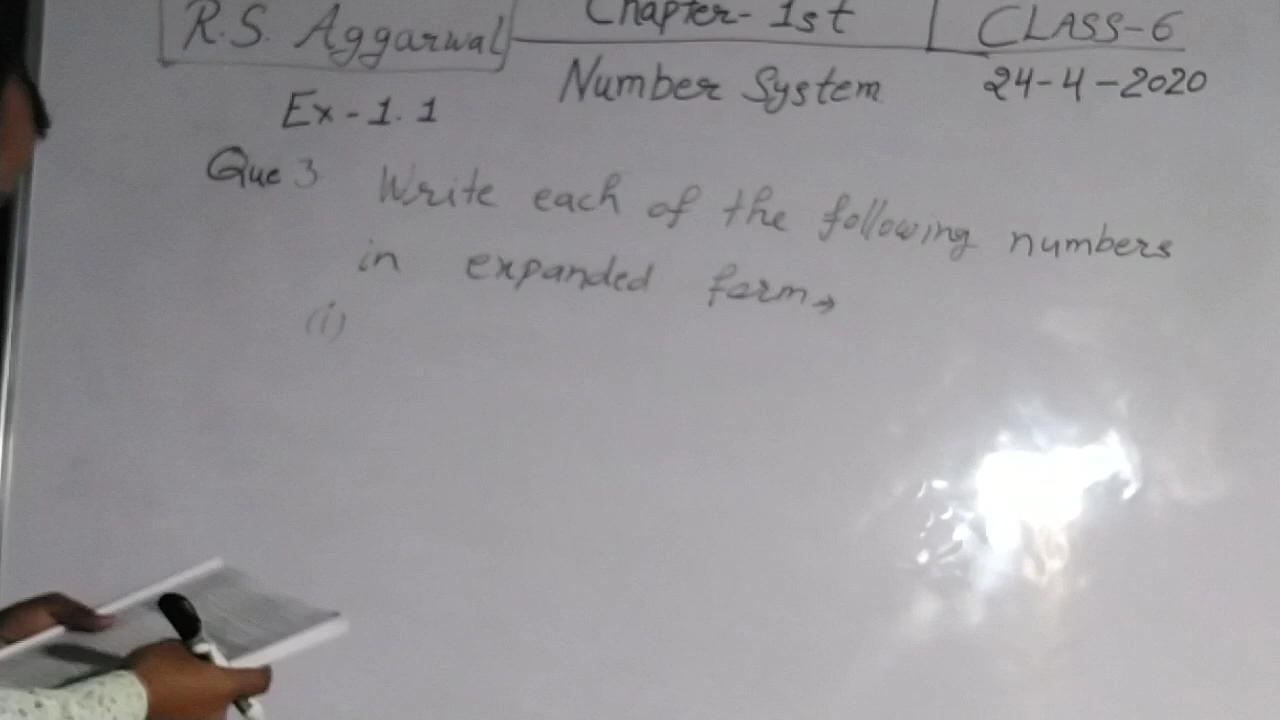 R.S. Aggarwal
Chapter- 1st
CLASS-6
Number System
24-4-2020
Ex-1.1
Que 3 Write each of the following numbers
in expanded form→
(i)